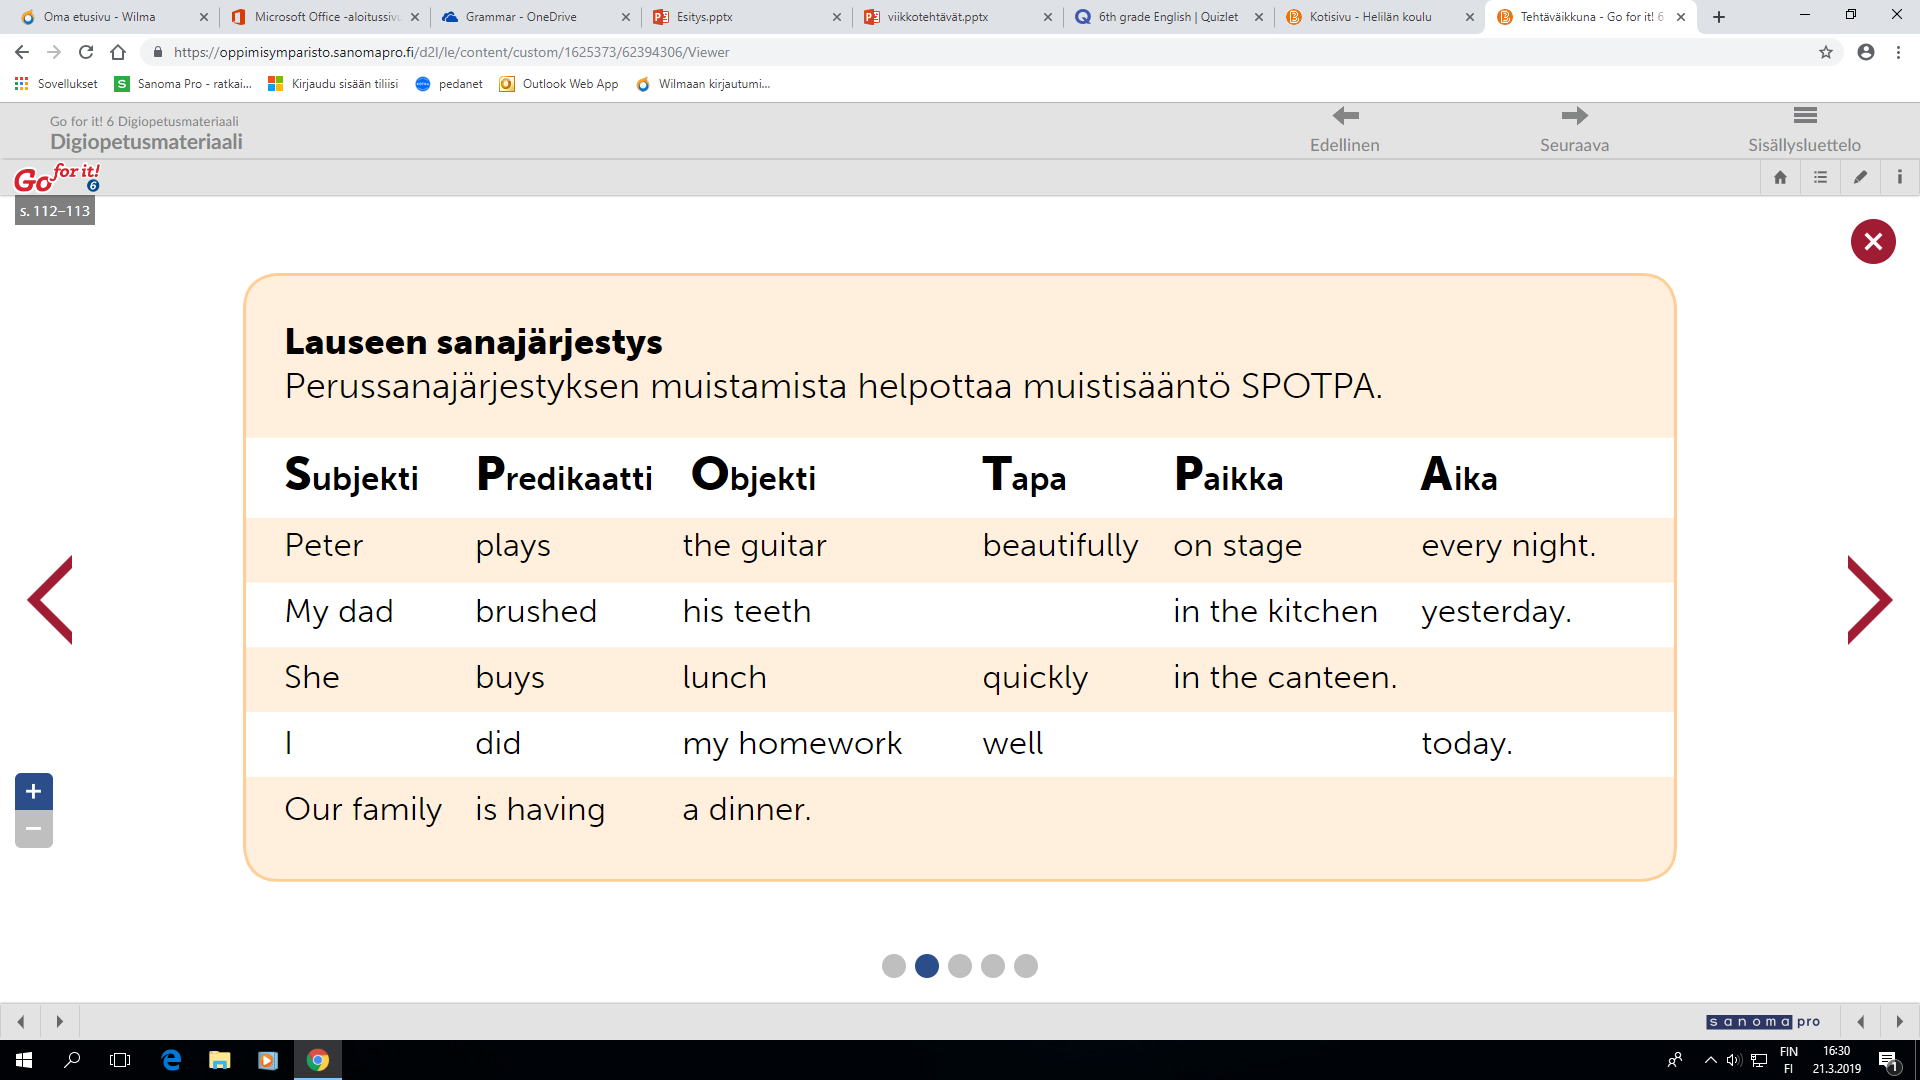 Oma etusivu - Wilma
Microsoft Office -aloitussivu
Grammar - OneDrive
Esitys.pptx
viikkotehtävät.pptx
6th grade English | Quizlet
Kotisivu - Helilän koulu
Tehtäväikkuna - Go for it! 6
https://oppimisymparisto.sanomapro.fi/d2l/le/content/custom/1625373/62394306/Viewer
Sovellukset
Sanoma Pro - ratkai...
Kirjaudu sisään tiliisi
pedanet
Outlook Web App
Wilmaan kirjautumi...
Go for it! 6 Digiopetusmateriaali
Digiopetusmateriaali
Edellinen
Seuraava
Sisällysluettelo
Go for it! 6
s. 112–113
Lauseen sanajärjestys
Perussanajärjestyksen muistamista helpottaa muistisääntö SPOTPA.
Subjekti Predikaatti Objekti Tapa Paikka Aika
Peter plays the guitar beautifully on stage every night.
My dad brushed his teeth in the kitchen yesterday.
She buys lunch quickly in the canteen.
I did my homework well today.
Our family is having a dinner.
sanoma pro
FIN
FI
16:30
21.3.2019
1